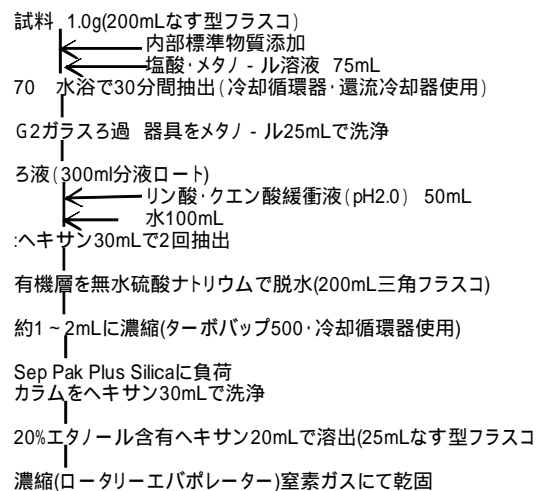 試料 1.0g(200mLなす型フラスコ)
内部標準物質添加
塩酸・メタノ-ル溶液 75mL
70 水浴で30分間抽出(冷却循環器・還流冷却器使用)
G2ガラスろ過 器具をメタノ-ル25mLで洗浄
ろ液(300ml分液ロート)
リン酸・クエン酸緩衝液(pH2.0) 50mL
水100mL
:ヘキサン30mLで2回抽出
有機層を無水硫酸ナトリウムで脱水(200mL三角フラスコ)
約1~2mLに濃縮(ターボバップ500・冷却循環器使用)
Sep Pak Plus Silicaに負荷
カラムをヘキサン30mLで洗浄
20%エタノール含有ヘキサン20mLで溶出(25mLなす型フラスコ
濃縮(ロータリーエバポレーター)窒素ガスにて乾固